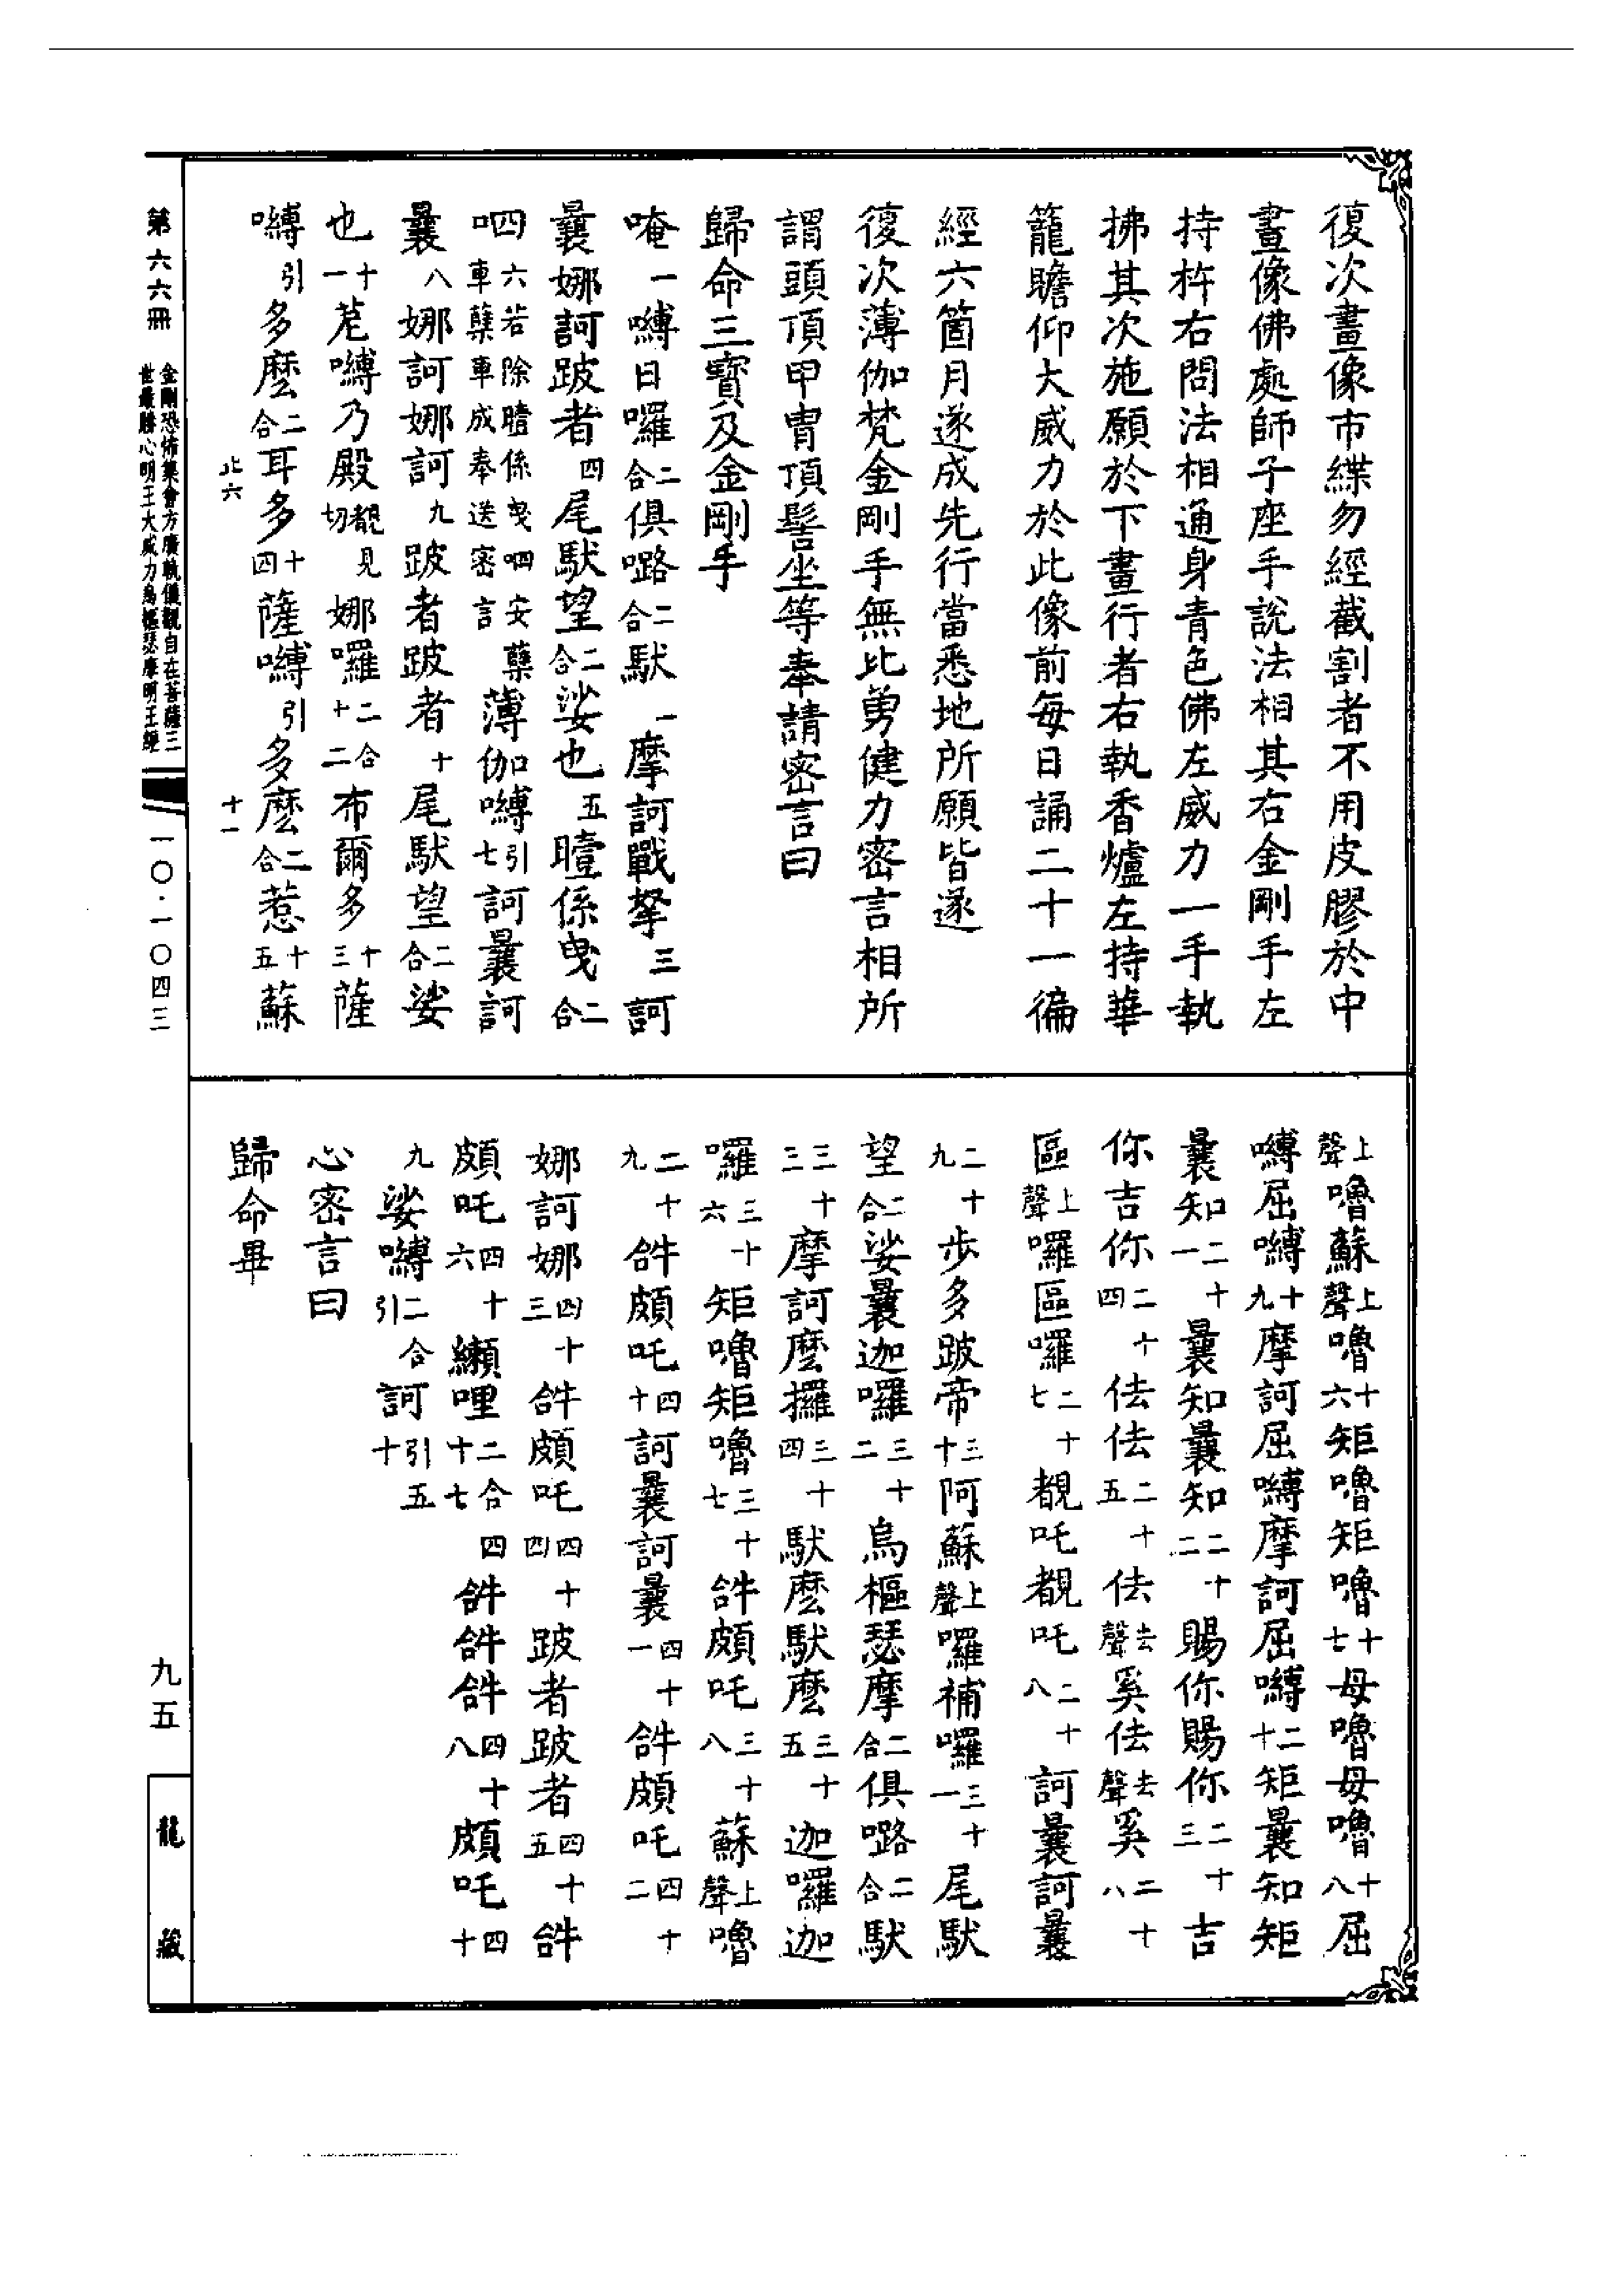 復次畫像市緤勿經截割者不用皮膠於中
畫像佛處師子座手說法相其右金剛手左
持杵右問法相通身青色佛左威力一手執
拂其次施願於下畫行者右執香爐左持華
籠瞻仰大威力於此像前每日誦二十一徧
經六箇月遂成先行當悉地所願皆遂
復次薄伽梵金剛手無比勇健力密言相所
謂頭頂甲冑頂髻坐等奉請密言曰
歸命三寶及金剛手
唵一嚩日囉二合俱𡀔二合馱一摩訶戰拏三訶
曩娜訶跛者四尾馱望二合娑也五曀係曳二合
呬六若除曀係曳呬安蘖車蘖車成奉送密言薄伽嚩引七訶曩訶
曩八娜訶娜訶九跛者跛者十尾馱望二合娑
也十一惹嚩乃殿覩見切娜囉二合十二布爾多十三薩
嚩引多麼二合耳多十四薩嚩引多麼二合惹十五蘇
上聲嚕蘇上聲嚕十六矩嚕矩嚕十七母嚕母嚕十八屈
嚩屈嚩十九摩訶屈嚩摩訶屈嚩二十矩曩知矩
曩知二十一曩知曩知二十二賜你賜你二十三吉
你吉你二十四佉佉二十五佉去聲奚佉去聲奚二十八
區上聲囉區囉二十七覩吒覩吒二十八訶曩訶曩
二十九步多跛帝三十阿蘇上聲囉補囉三十一尾馱
望二合娑曩迦囉三十二烏樞瑟摩二合俱𡀔二合馱
三十三摩訶麼攞三十四馱麼馱麼三十五迦囉迦
囉三十六矩嚕矩嚕三十七𤙖頗吒三十八蘇上聲嚕
二十九𤙖頗吒四十訶曩訶曩四十一𤙖頗吒四十二
娜訶娜四十三𤙖頗吒四十四跛者跛者四十五𤙖
頗吒四十六纈哩二合十七四𤙖𤙖𤙖四十八頗吒四十
九娑嚩二合引訶引五十
心密言曰
歸命畢
北六
十一
第六六冊
金剛恐怖集會方廣軌儀觀自在菩薩三世最勝心明王大威力烏樞瑟摩明王經
一〇·一〇四三
九五
龍藏